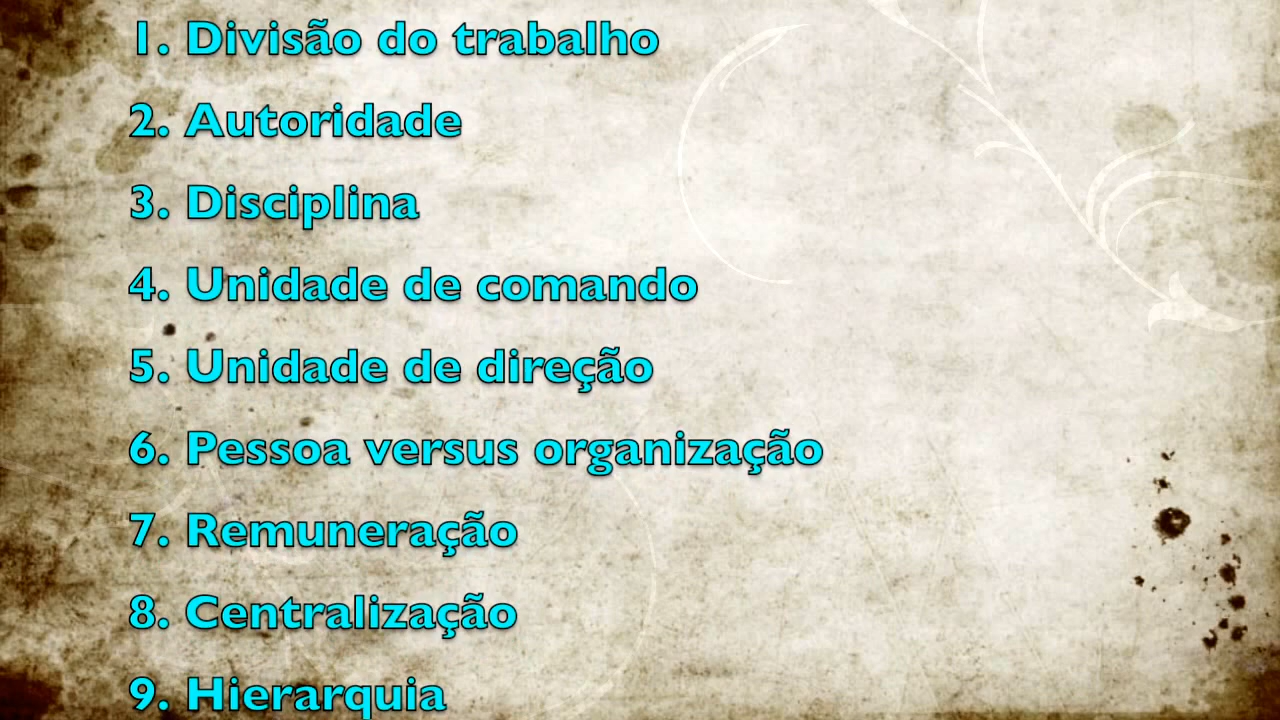 1. Divisão do trabalho
2. Autoridade
3. Disciplina
4. Unidade de comando
5. Unidade de direção
6. Pessoa versus organização
7. Remuneração
8. Centralização
9. Hierarquia